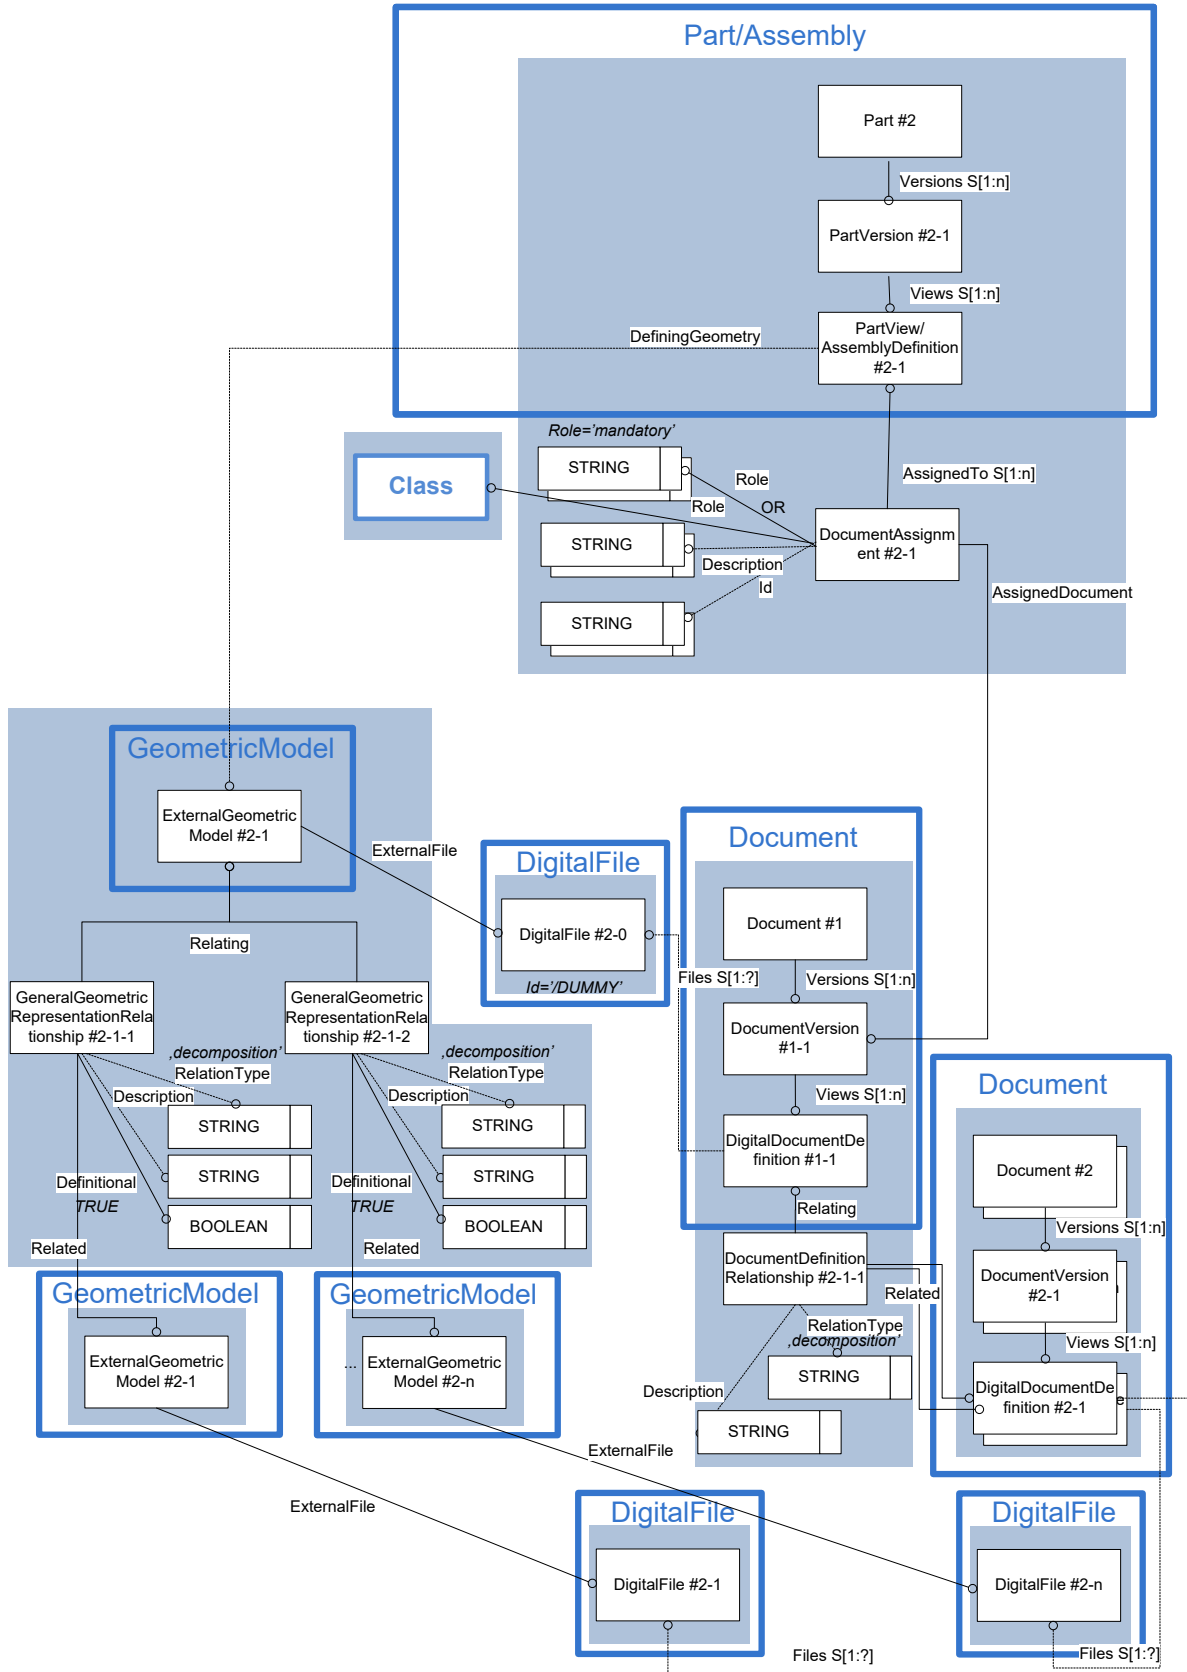 Part/Assembly
Part #2
Versions S[1:n]
PartVersion #2-1
Views S[1:n]
PartView/
AssemblyDefinition
#2-1
DefiningGeometry
Role='mandatory'
STRING
Class
Role
Role
OR
AssignedTo S[1:n]
STRING
DocumentAssignm
ent #2-1
Description
Id
AssignedDocument
STRING
GeometricModel
ExternalGeometric
Model #2-1
ExternalFile
DigitalFile
DigitalFile #2-0
Id='/DUMMY'
Document
Document #1
Files S[1:?]
Versions S[1:n]
DocumentVersion
#1-1
Views S[1:n]
DigitalDocumentDe
finition #1-1
Relating
Relating
GeneralGeometric
RepresentationRela
tionship #2-1-1
GeneralGeometric
RepresentationRela
tionship #2-1-2
‚decomposition’
RelationType
Description
STRING
STRING
Definitional
TRUE
BOOLEAN
Related
‚decomposition’
RelationType
Description
STRING
STRING
Definitional
TRUE
BOOLEAN
Related
Document
Document #2
Versions S[1:n]
DocumentVersion
#2-1
Views S[1:n]
DigitalDocumentDe
finition #2-1
e
DocumentDefinition
Relationship #2-1-1
Related
RelationType
‚decomposition’
STRING
Description
STRING
GeometricModel
ExternalGeometric
Model #2-1
GeometricModel
...
ExternalGeometric
Model #2-n
ExternalFile
ExternalFile
DigitalFile
DigitalFile #2-1
Files S[1:?]
DigitalFile
DigitalFile #2-n
Files S[1:?]